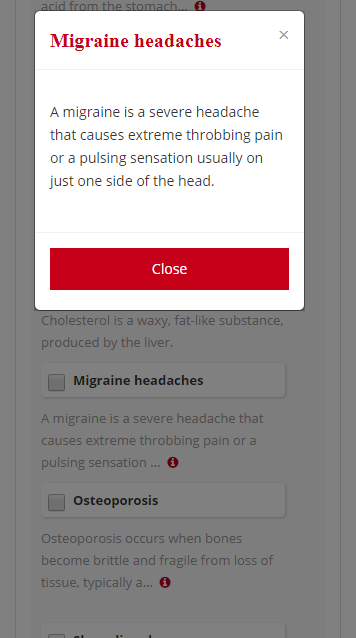 acid from the stomach...
Migraine headaches ×
A migraine is a severe headache
that causes extreme throbbing pain
or a pulsing sensation usually on
just one side of the head.
Close
Cholesterol is a waxy, fat-like substance,
produced by the liver.
Migraine headaches
A migraine is a severe headache that
causes extreme throbbing pain or a
pulsing sensation ...
Osteoporosis
Osteoporosis occurs when bones
become brittle and fragile from loss of
tissue, typically a...